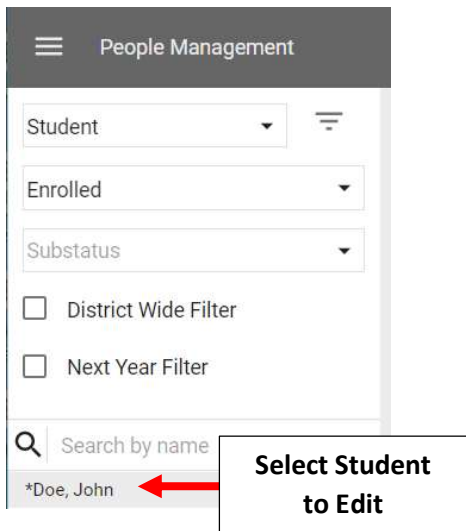 People Management
Student
Enrolled
Substatus
District Wide Filter
Next Year Filter
Search by name
*Doe, John
Select Student
to Edit